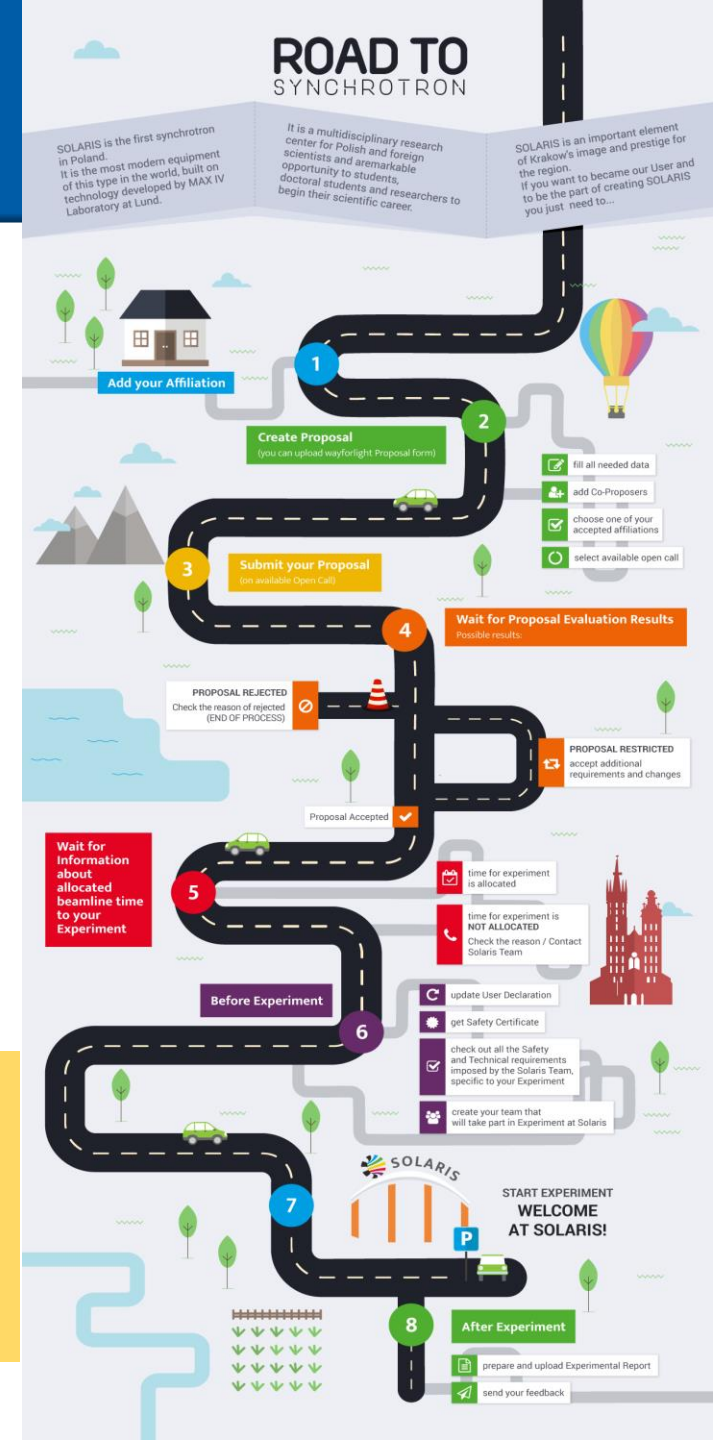 ROAD TO
SYNCHROTRON
SOLARIS is the first synchrotron
in Poland.
It is the most modern equipment
of this type in the world, built on
technology developed by MAX IV
Laboratory at Lund.
It is a multidisciplinary research
center for Polish and foreign
scientists and aremarkable
opportunity to students,
doctoral students and researchers to
begin their scientific career.
SOLARIS is an important element
of Krakow's image and prestige for
the region.
If you want to became our User and
to be the part of creating SOLARIS
you just need to...
1
Add your Affiliation
2
Create Proposal
(you can upload wayforlight Proposal form)
fill all needed data
add Co-Proposers
choose one of your
accepted affiliations
select available open call
3
Submit your Proposal
(on available Open Call)
4
Wait for Proposal Evaluation Results
Possible results:
PROPOSAL REJECTED
Check the reason of rejected
(END OF PROCESS)
PROPOSAL RESTRICTED
accept additional
requirements and changes
Proposal Accepted
Wait for
Information
about
allocated
beamline time
to your
Experiment
5
time for experiment
is allocated
time for experiment is
NOT ALLOCATED
Check the reason / Contact
Solaris Team
Before Experiment
6
update User Declaration
get Safety Certificate
check out all the Safety
and Technical requirements
imposed by the Solaris Team,
specific to your Experiment
create your team that
will take part in Experiment at Solaris
7
SOLARIS
START EXPERIMENT
WELCOME
AT SOLARIS!
P
8
After Experiment
prepare and upload Experimental Report
send your feedback